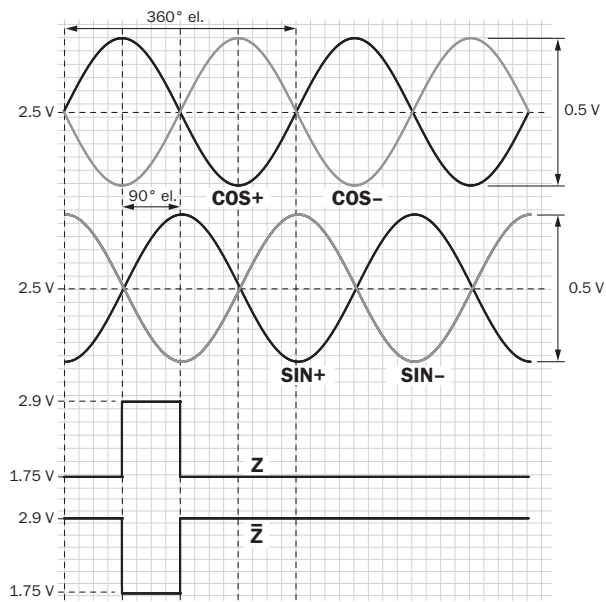 360° el.
2.5 V
0.5 V
90° el.
COS+ COS–
2.5 V
0.5 V
SIN+ SIN–
2.9 V
Z
1.75 V
2.9 V
Z̅
1.75 V